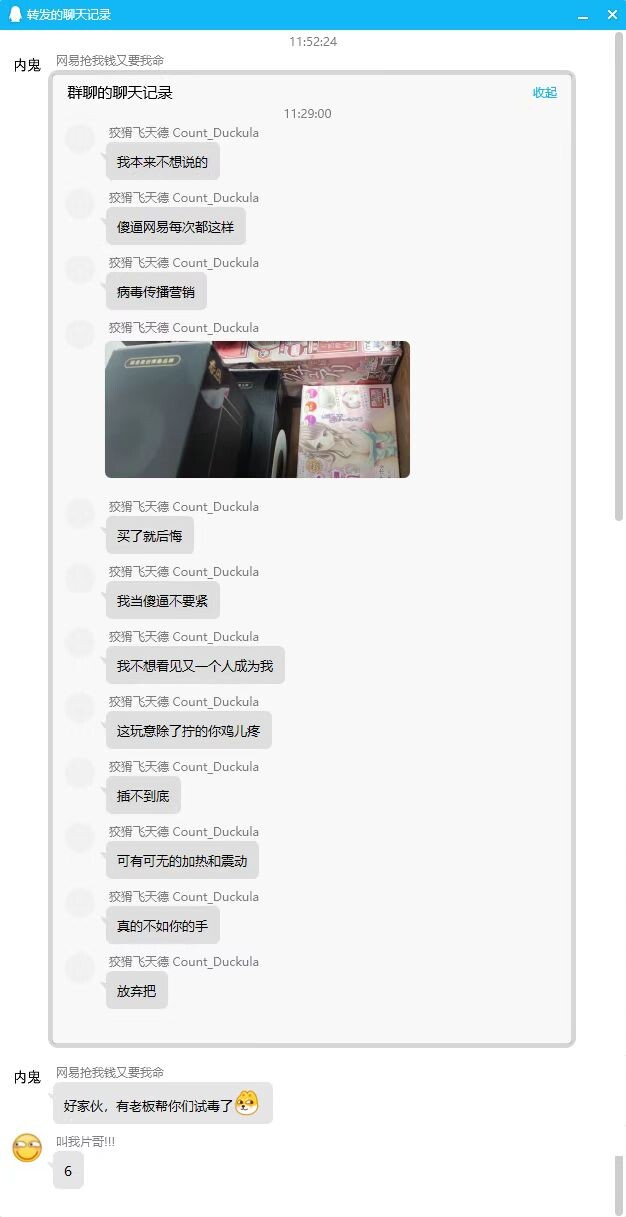 转发的聊天记录
11:52:24
内鬼
网易抢我钱又要我命
群聊的聊天记录
收起
11:29:00
狡猾飞天德 Count_Duckula
我本来不想说的
狡猾飞天德 Count_Duckula
傻逼网易每次都这样
狡猾飞天德 Count_Duckula
病毒传播营销
狡猾飞天德 Count_Duckula
狡猾飞天德 Count_Duckula
买了就后悔
狡猾飞天德 Count_Duckula
我当傻逼不要紧
狡猾飞天德 Count_Duckula
我不想看见又一个人成为我
狡猾飞天德 Count_Duckula
这玩意除了拧的你鸡儿疼
狡猾飞天德 Count_Duckula
插不到底
狡猾飞天德 Count_Duckula
可有可无的加热和震动
狡猾飞天德 Count_Duckula
真的不如你的手
狡猾飞天德 Count_Duckula
放弃把
内鬼
网易抢我钱又要我命
好家伙，有老板帮你们试毒了
叫我片哥!!!
6